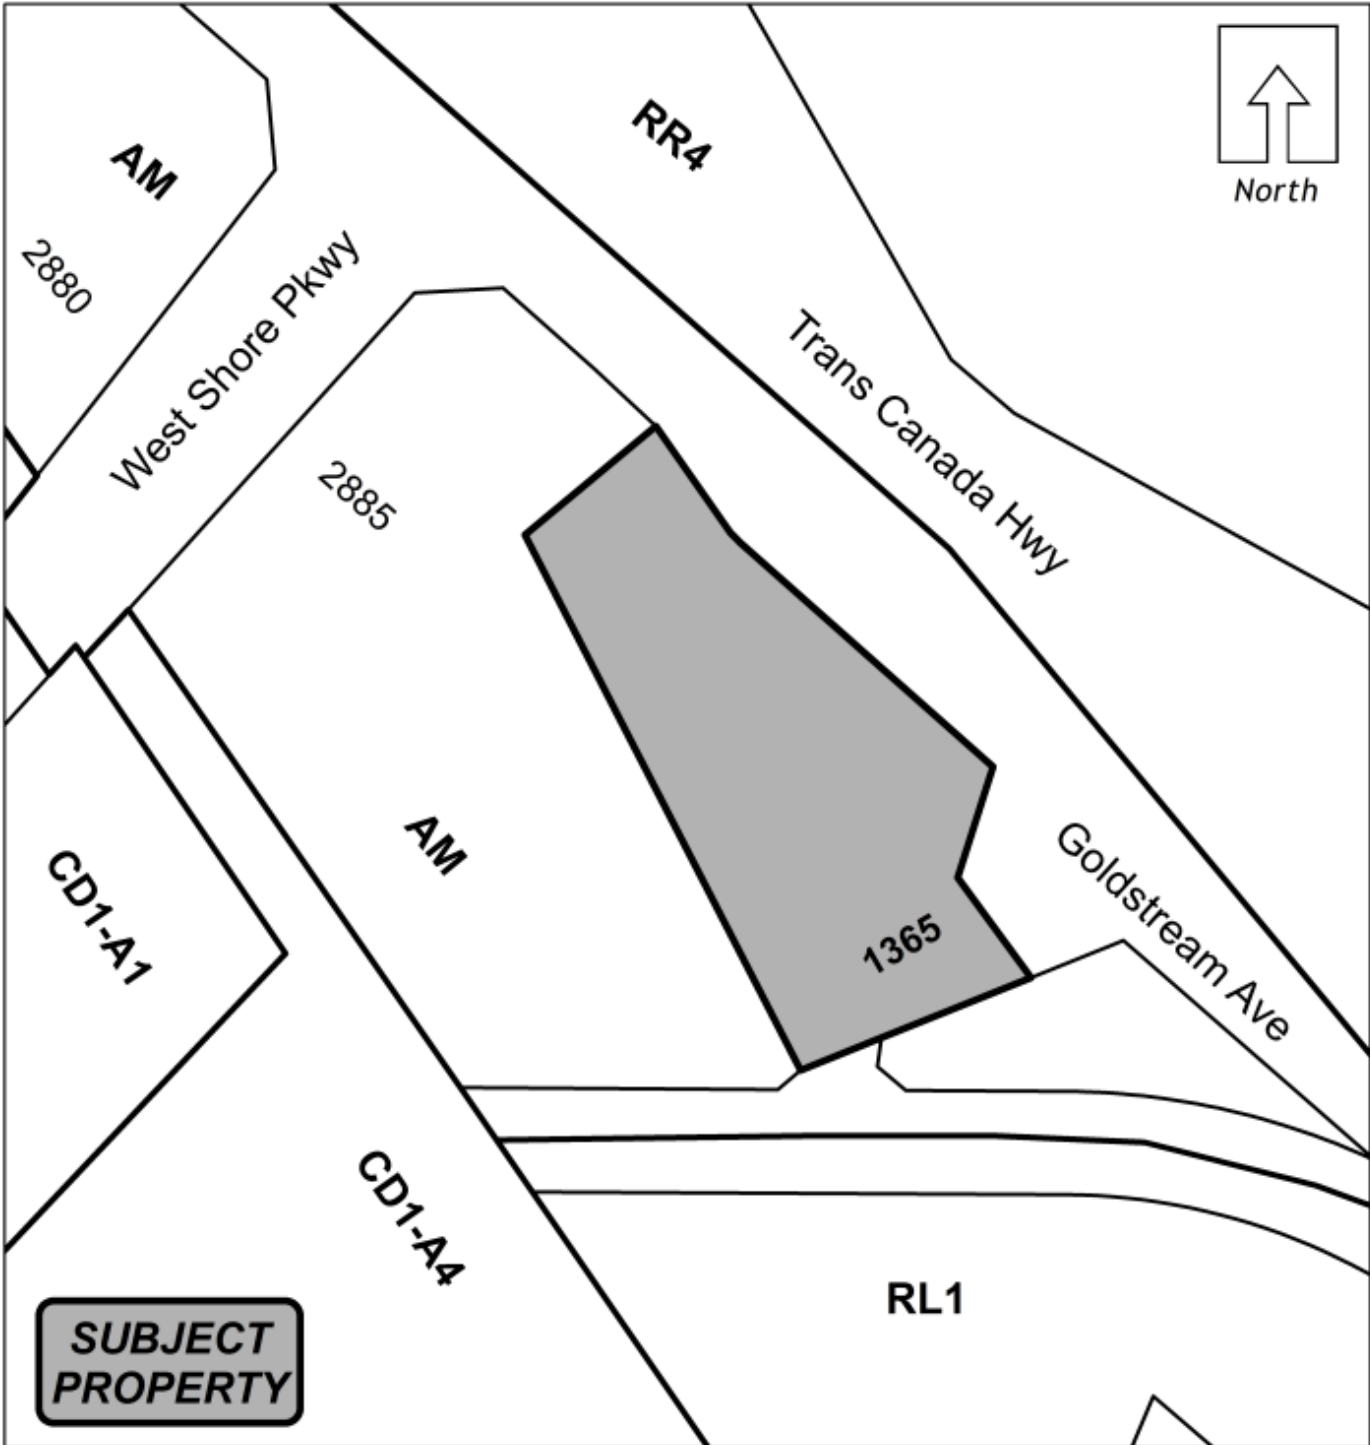 RR4
AM
North
2880
West Shore Pkwy
Trans Canada Hwy
2885
AM
Goldstream Ave
CD1-A1
1365
CD1-A4
RL1
SUBJECT
PROPERTY